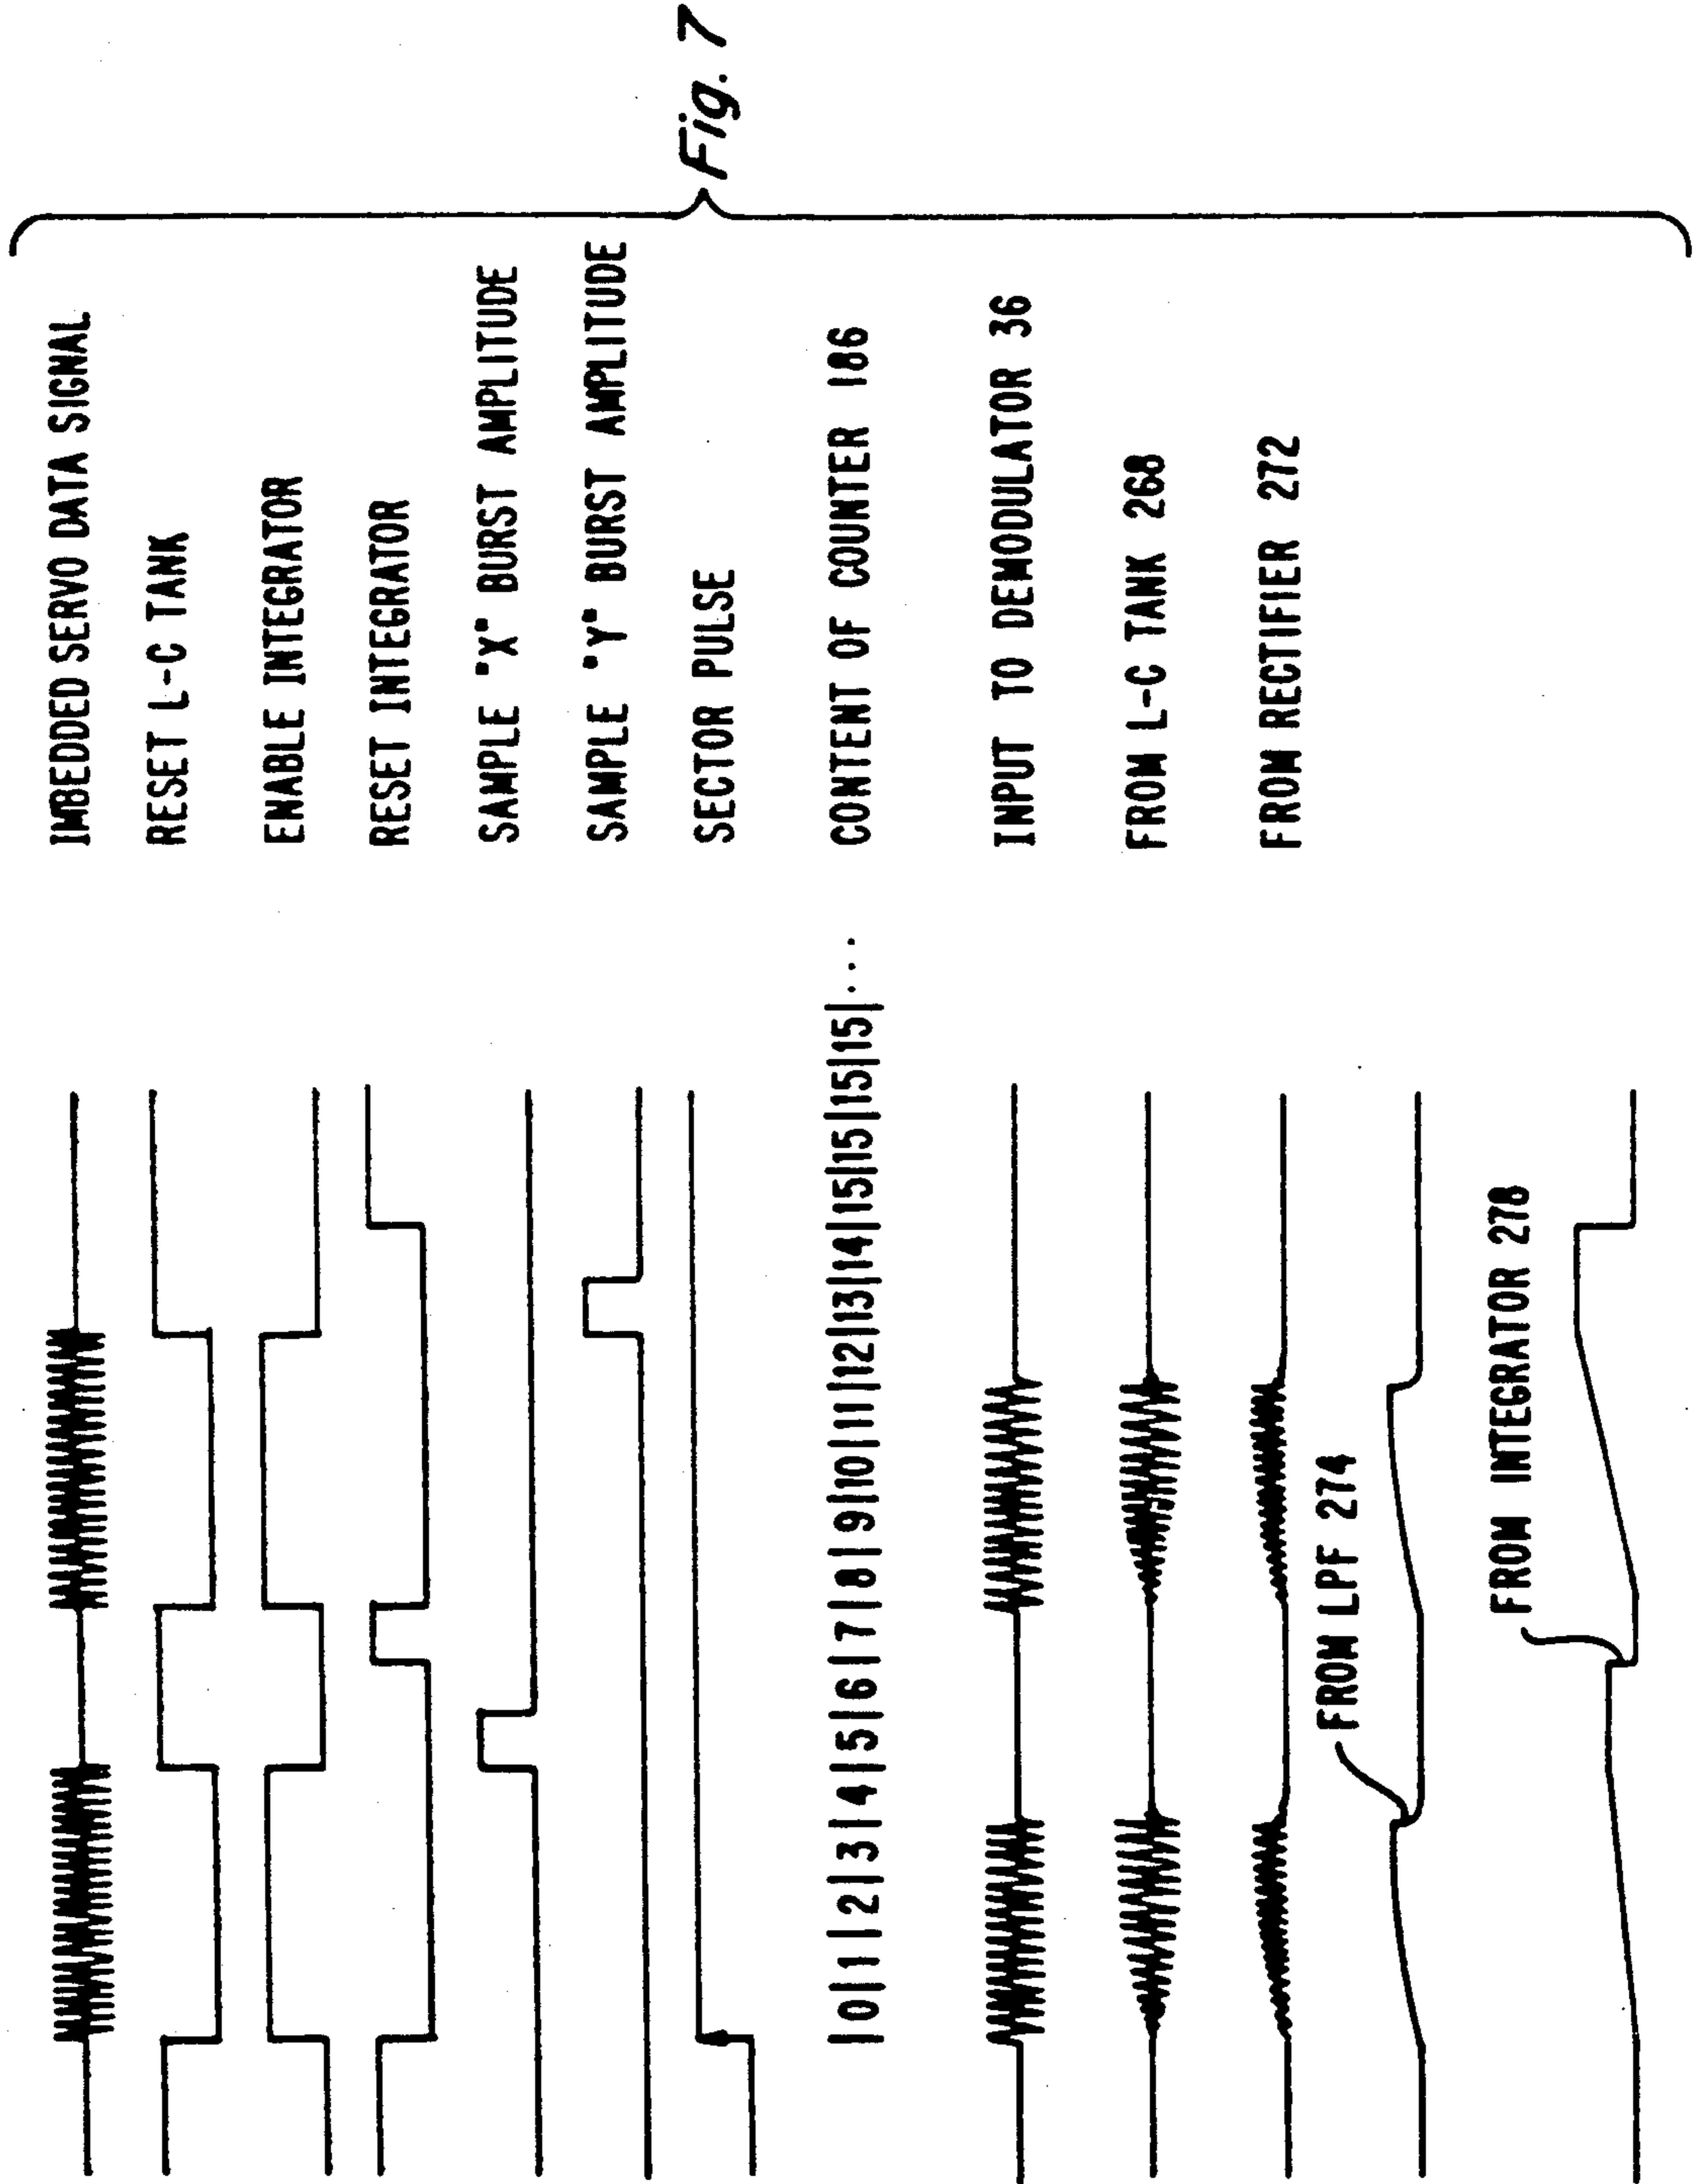 IMBEDDED SERVO DATA SIGNAL
RESET L-C TANK
ENABLE INTEGRATOR
RESET INTEGRATOR
SAMPLE "X" BURST AMPLITUDE
SAMPLE "Y" BURST AMPLITUDE
SECTOR PULSE
|0|1|2|3|4|5|6|7|8|9|10|11|12|13|14|15|15|15|15|... CONTENT OF COUNTER 186
INPUT TO DEMODULATOR 36
FROM L-C TANK 268
FROM RECTIFIER 272
FROM LPF 274
FROM INTEGRATOR 278
Fig. 7